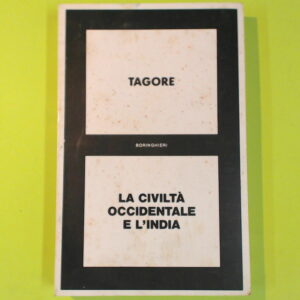 TAGORE
BORINGHIERI
LA CIVILTÀ
OCCIDENTALE
E L'INDIA